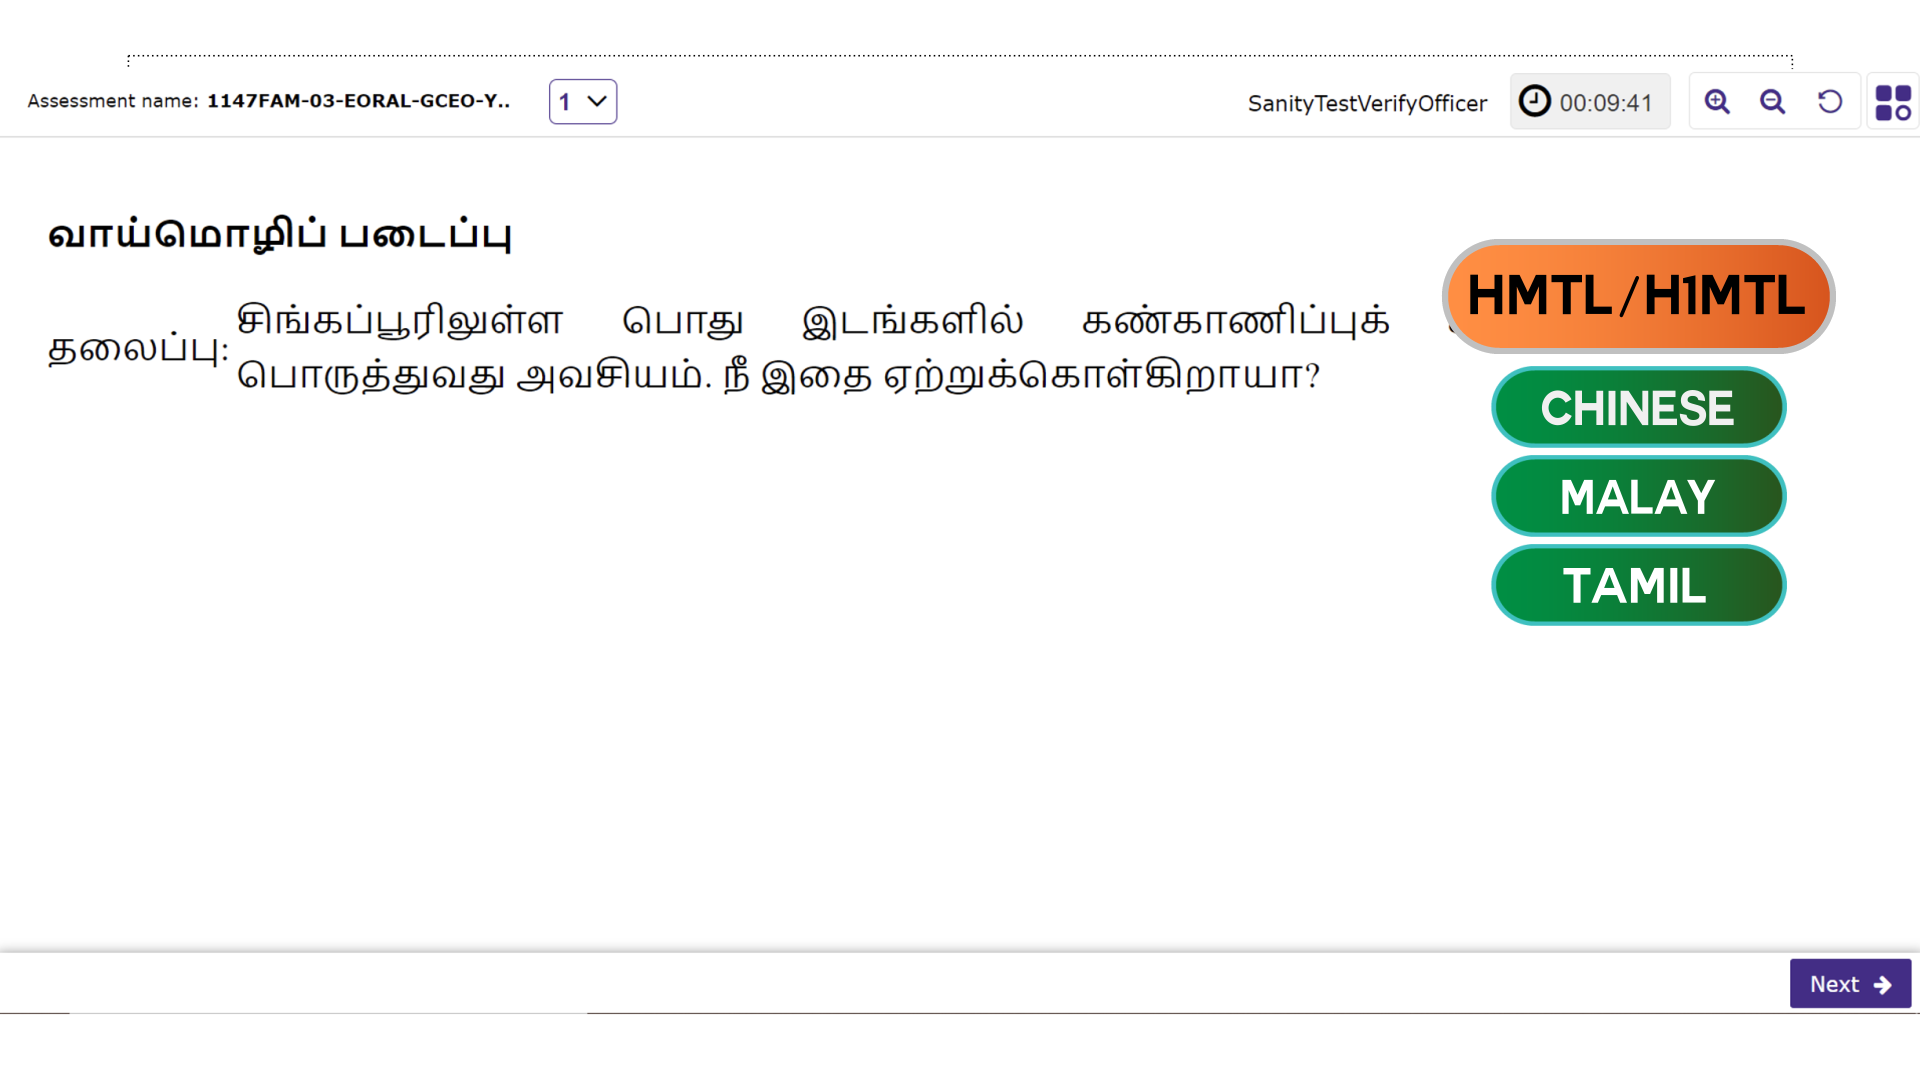 Assessment name: 1147FAM-03-EORAL-GCEO-Y..
1
SanityTestVerifyOfficer
00:09:41
வாய்மொழிப் படைப்பு
தலைப்பு:
சிங்கப்பூரிலுள்ள பொது இடங்களில் கண்காணிப்புக்
பொருத்துவது அவசியம். நீ இதை ஏற்றுக்கொள்கிறாயா?
HMTL/H1MTL
CHINESE
MALAY
TAMIL
Next